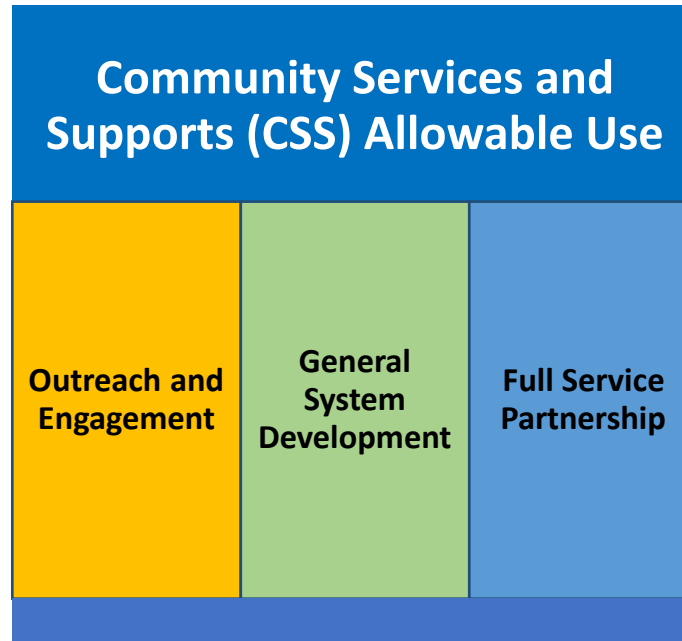 Community Services and
Supports (CSS) Allowable Use
Outreach and
Engagement
General
System
Development
Full Service
Partnership